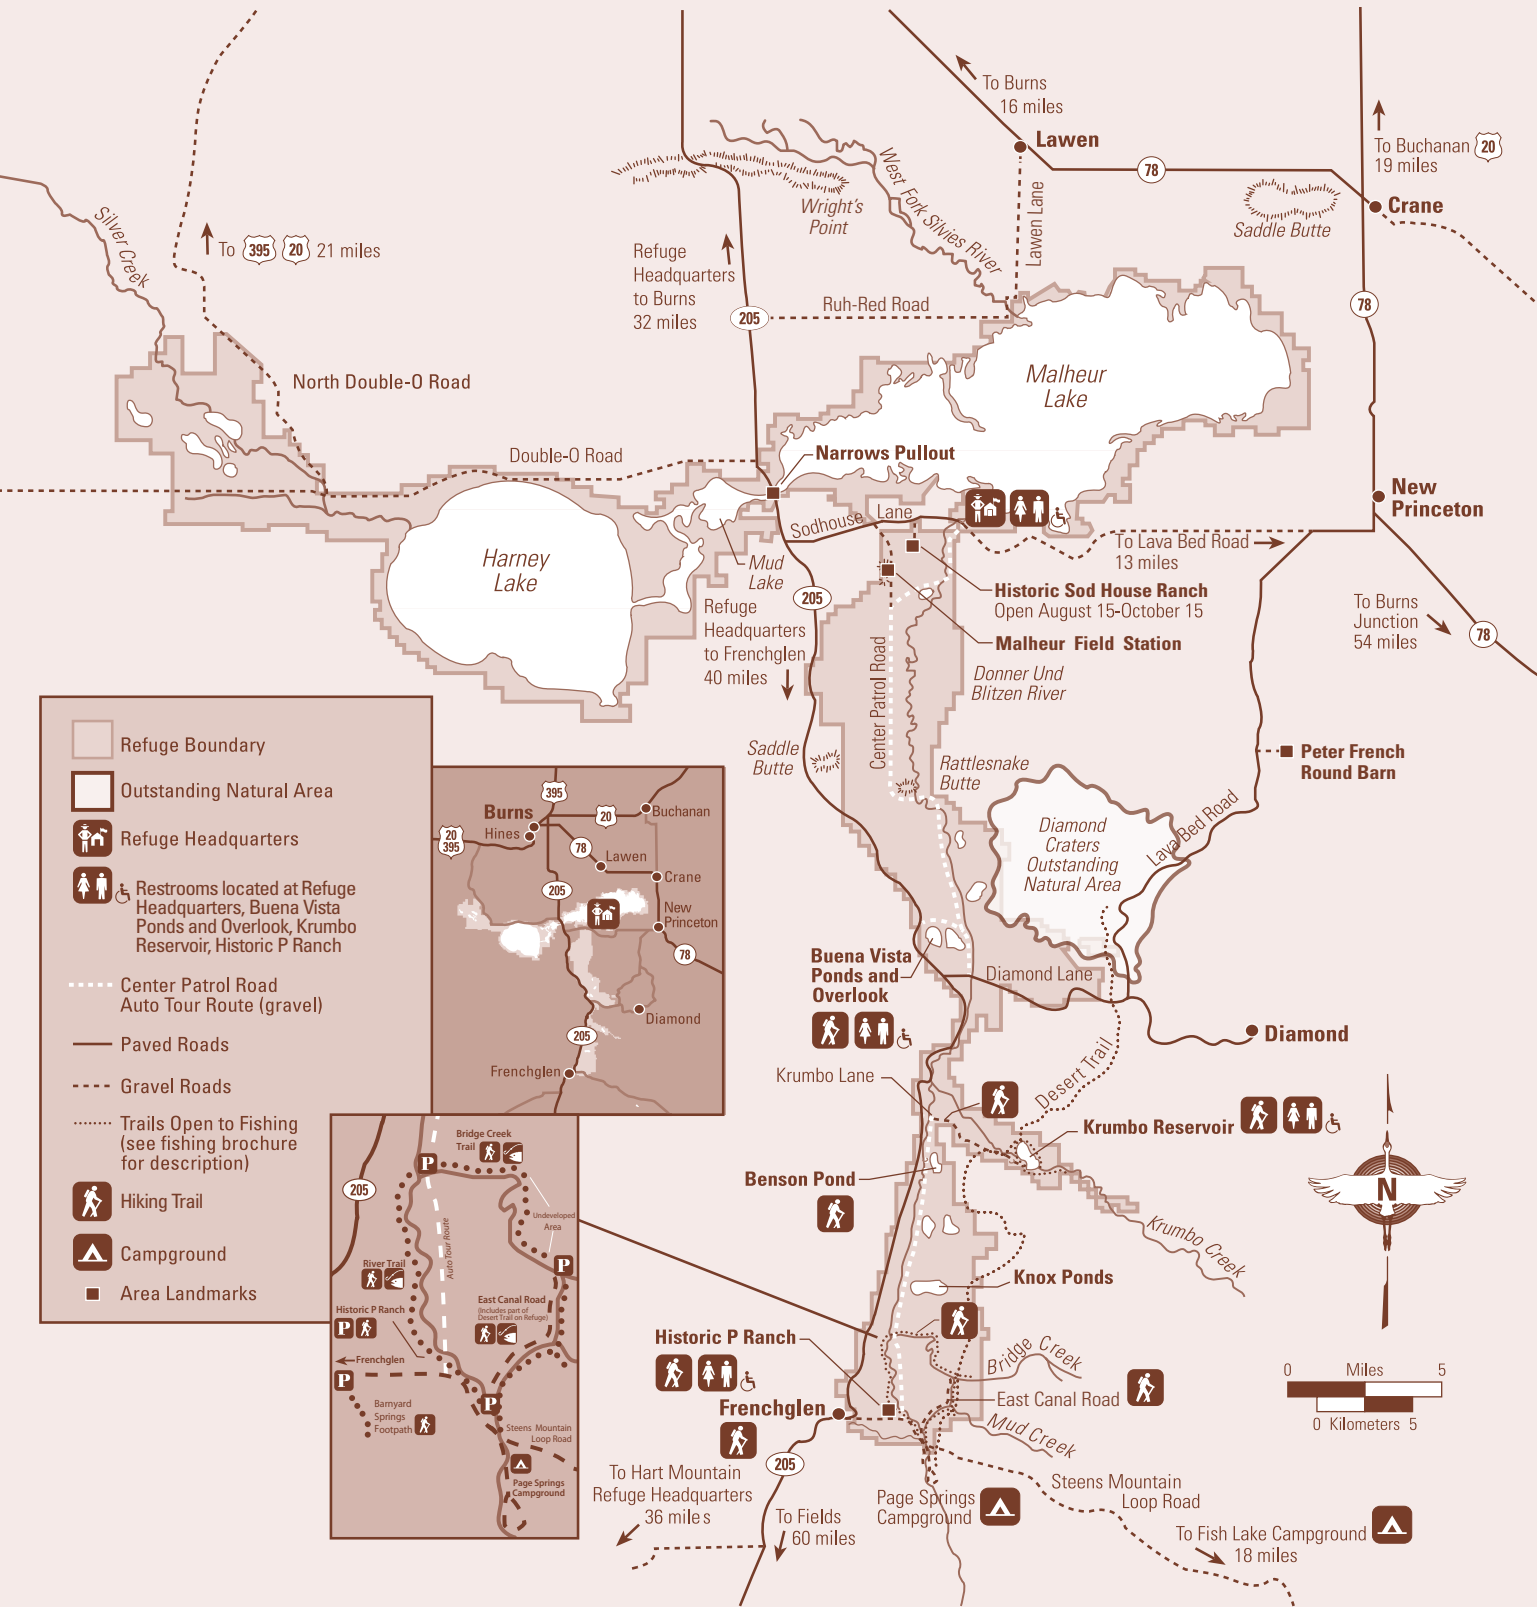 To Burns
16 miles
Lawen
78
To Buchanan 20
19 miles
Crane
Saddle Butte
Lawen Lane
West Fork Silvies River
Wright's
Point
Silver Creek
To 395 20 21 miles
Refuge
Headquarters
to Burns
32 miles
205
Ruh-Red Road
78
North Double-O Road
Malheur
Lake
Double-O Road
Narrows Pullout
New
Princeton
Sodhouse Lane
To Lava Bed Road
13 miles
Harney
Lake
Mud
Lake
Historic Sod House Ranch
Open August 15-October 15
Malheur Field Station
205
Refuge
Headquarters
to Frenchglen
40 miles
To Burns
Junction
54 miles
78
Center Patrol Road
Donner Und
Blitzen River
Saddle
Butte
Rattlesnake
Butte
Peter French
Round Barn
Lava Bed Road
Diamond
Craters
Outstanding
Natural Area
Buena Vista
Ponds and
Overlook
Diamond Lane
Diamond
Desert Trail
Krumbo Lane
Krumbo Reservoir
Benson Pond
Krumbo Creek
N
Knox Ponds
Historic P Ranch
Bridge Creek
East Canal Road
Frenchglen
Mud Creek
205
To Hart Mountain
Refuge Headquarters
36 miles
To Fields
60 miles
Page Springs
Campground
Steens Mountain
Loop Road
To Fish Lake Campground
18 miles
0 Miles 5
0 Kilometers 5
Refuge Boundary
Outstanding Natural Area
Refuge Headquarters
Restrooms located at Refuge
Headquarters, Buena Vista
Ponds and Overlook, Krumbo
Reservoir, Historic P Ranch
Center Patrol Road
Auto Tour Route (gravel)
Paved Roads
Gravel Roads
Trails Open to Fishing
(see fishing brochure
for description)
Hiking Trail
Campground
Area Landmarks
395
Burns
Hines
20
Buchanan
20
395
78
Lawen
Crane
205
New
Princeton
78
Diamond
205
Frenchglen
Bridge Creek
Trail
P
205
Undeveloped
Area
Auto Tour Route
River Trail
P
East Canal Road
(Includes part of
Desert Trail on Refuge)
Historic P Ranch
P
Frenchglen
P
P
Barnyard
Springs
Footpath
Steens Mountain
Loop Road
Page Springs
Campground